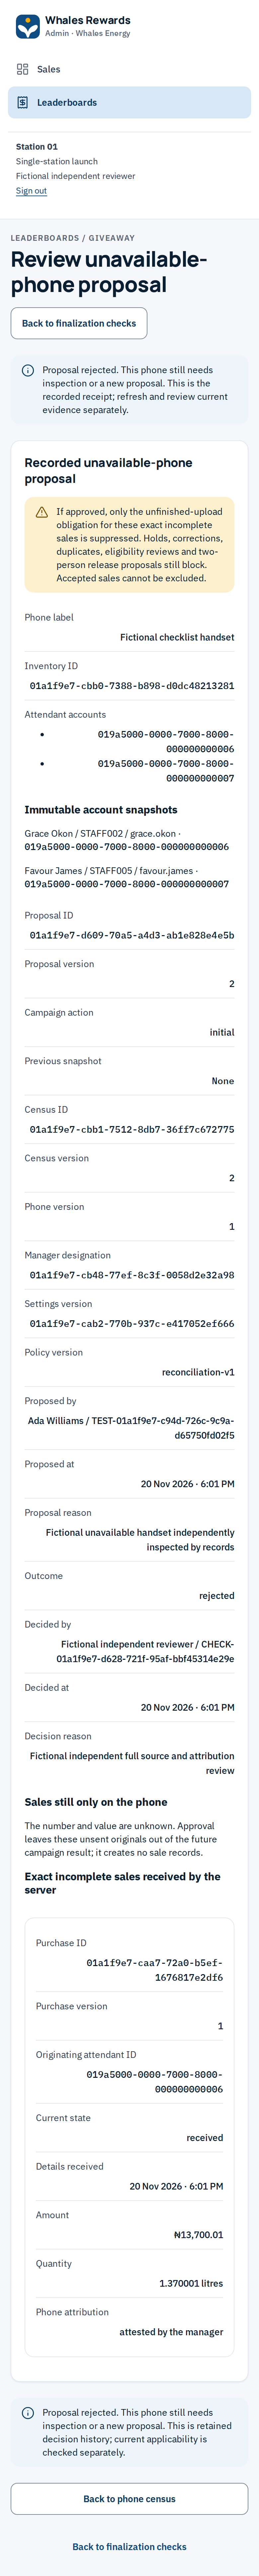 Whales Rewards
Admin · Whales Energy
Sales
Leaderboards
Station 01
Single-station launch
Fictional independent reviewer
Sign out
LEADERBOARDS / GIVEAWAY
Review unavailable-
phone proposal
Back to finalization checks
Proposal rejected. This phone still needs
inspection or a new proposal. This is the
recorded receipt; refresh and review current
evidence separately.
Recorded unavailable-phone
proposal
If approved, only the unfinished-upload
obligation for these exact incomplete
sales is suppressed. Holds, corrections,
duplicates, eligibility reviews and two-
person release proposals still block.
Accepted sales cannot be excluded.
Phone label
Fictional checklist handset
Inventory ID
01a1f9e7-cbb0-7388-b898-d0dc48213281
Attendant accounts
• 019a5000-0000-7000-8000-
000000000006
• 019a5000-0000-7000-8000-
000000000007
Immutable account snapshots
Grace Okon / STAFF002 / grace.okon ·
019a5000-0000-7000-8000-000000000006
Favour James / STAFF005 / favour.james ·
019a5000-0000-7000-8000-000000000007
Proposal ID
01a1f9e7-d609-70a5-a4d3-ab1e828e4e5b
Proposal version
2
Campaign action
initial
Previous snapshot
None
Census ID
01a1f9e7-cbb1-7512-8db7-36ff7c672775
Census version
2
Phone version
1
Manager designation
01a1f9e7-cb48-77ef-8c3f-0058d2e32a98
Settings version
01a1f9e7-cab2-770b-937c-e417052ef666
Policy version
reconciliation-v1
Proposed by
Ada Williams / TEST-01a1f9e7-c94d-726c-9c9a-
d65750fd02f5
Proposed at
20 Nov 2026 · 6:01 PM
Proposal reason
Fictional unavailable handset independently
inspected by records
Outcome
rejected
Decided by
Fictional independent reviewer / CHECK-
01a1f9e7-d628-721f-95af-bbf45314e29e
Decided at
20 Nov 2026 · 6:01 PM
Decision reason
Fictional independent full source and attribution
review
Sales still only on the phone
The number and value are unknown. Approval
leaves these unsent originals out of the future
campaign result; it creates no sale records.
Exact incomplete sales received by the
server
Purchase ID
01a1f9e7-caa7-72a0-b5ef-
1676817e2df6
Purchase version
1
Originating attendant ID
019a5000-0000-7000-8000-
000000000006
Current state
received
Details received
20 Nov 2026 · 6:01 PM
Amount
₦13,700.01
Quantity
1.370001 litres
Phone attribution
attested by the manager
Proposal rejected. This phone still needs
inspection or a new proposal. This is retained
decision history; current applicability is
checked separately.
Back to phone census
Back to finalization checks